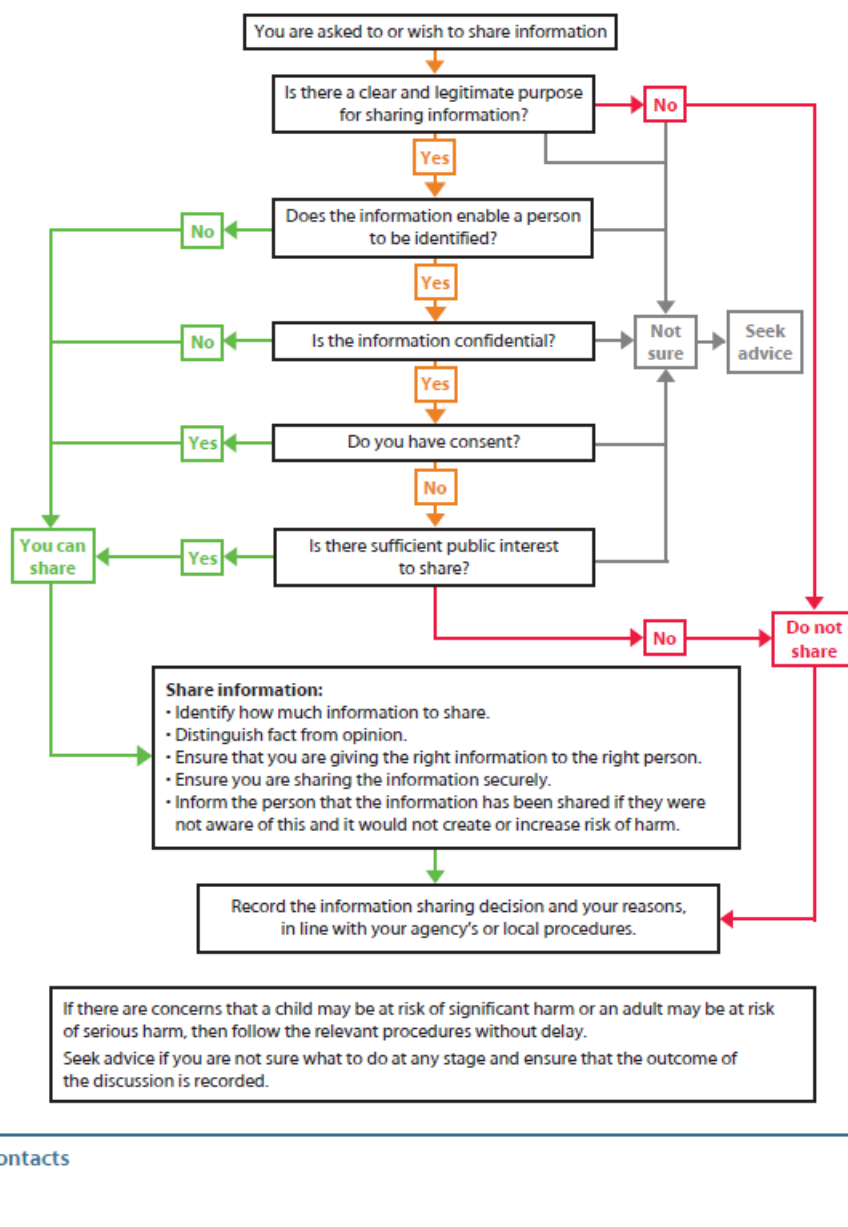 You are asked to or wish to share information
Is there a clear and legitimate purpose
for sharing information?
No
Yes
Does the information enable a person
to be identified?
No
Yes
Is the information confidential?
No
Not
sure
Seek
advice
Yes
Do you have consent?
Yes
No
Is there sufficient public interest
to share?
You can
share
Yes
No
Do not
share
Share information:
• Identify how much information to share.
• Distinguish fact from opinion.
• Ensure that you are giving the right information to the right person.
• Ensure you are sharing the information securely.
• Inform the person that the information has been shared if they were
not aware of this and it would not create or increase risk of harm.
Record the information sharing decision and your reasons,
in line with your agency's or local procedures.
If there are concerns that a child may be at risk of significant harm or an adult may be at risk
of serious harm, then follow the relevant procedures without delay.
Seek advice if you are not sure what to do at any stage and ensure that the outcome of
the discussion is recorded.
ontacts